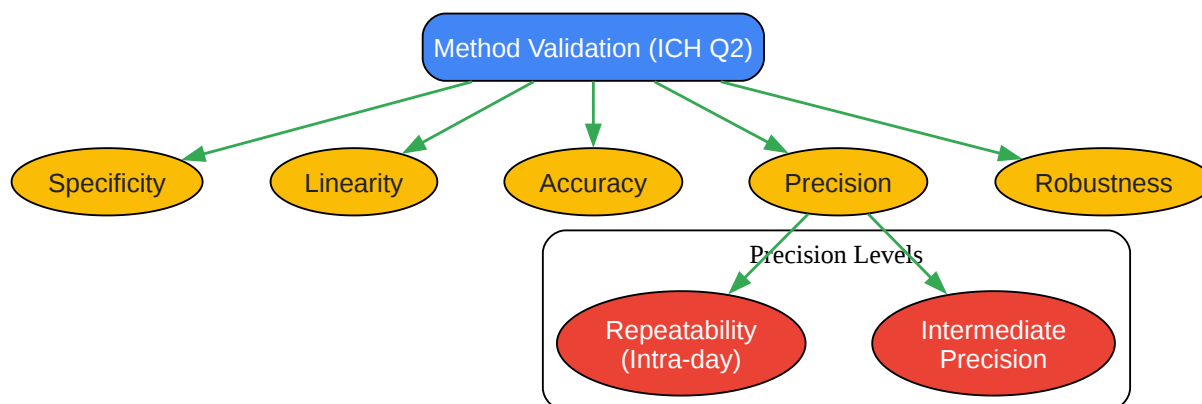 Method Validation (ICH Q2)
Specificity
Linearity
Accuracy
Precision
Robustness
Precision Levels
Repeatability
(Intra-day)
Intermediate
Precision